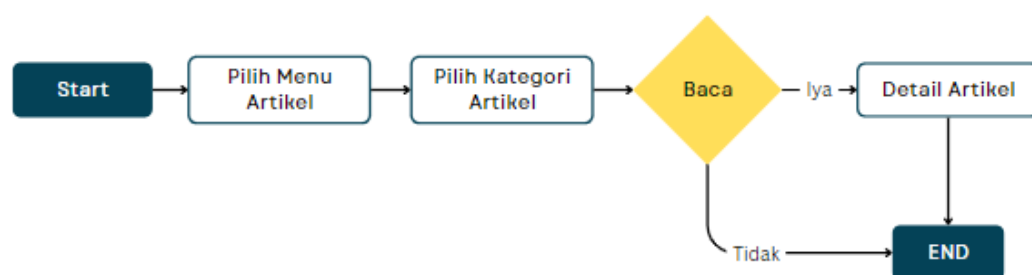 Start
Pilih Menu
Artikel
Pilih Kategori
Artikel
Baca
Iya
Detail Artikel
Tidak
END